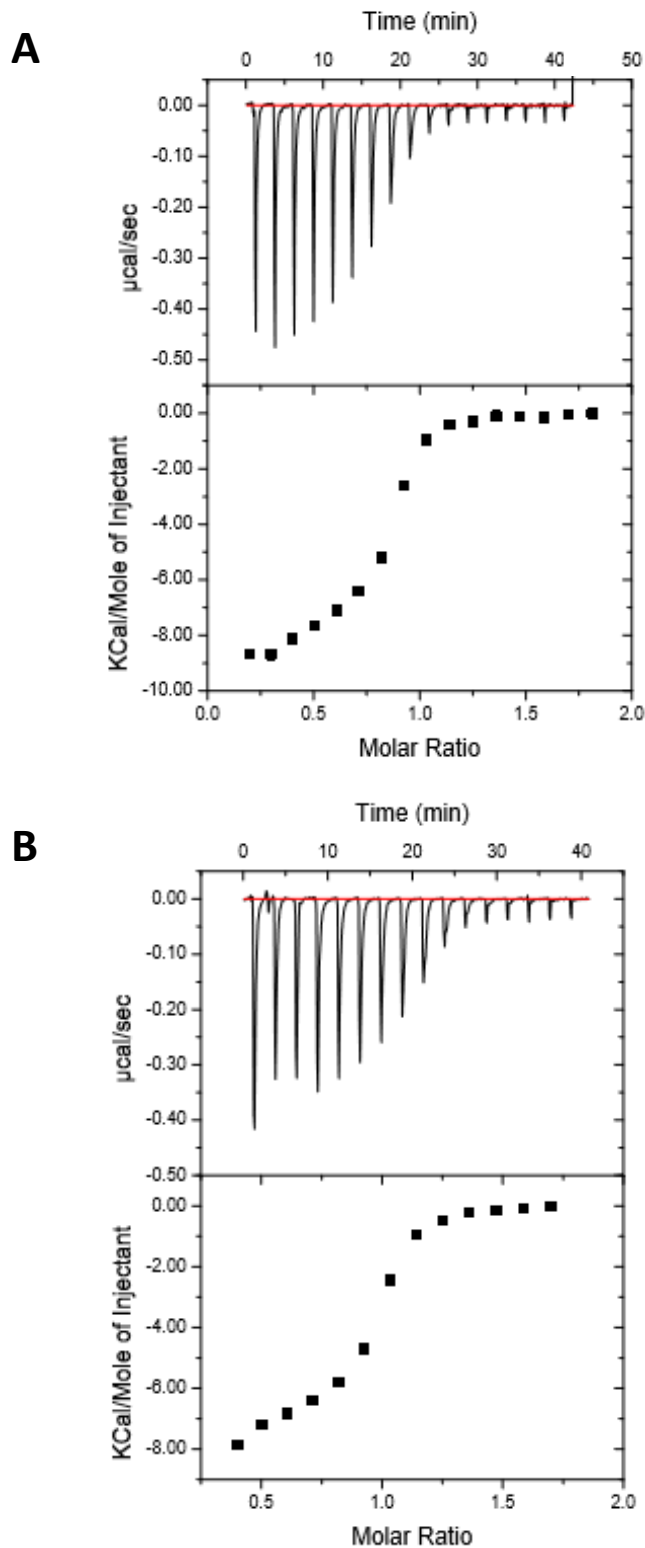 A
Time (min)
0 10 20 30 40 50
0.00
-0.10
-0.20
-0.30
-0.40
-0.50
µcal/sec
0.00
-2.00
-4.00
-6.00
-8.00
-10.00
KCal/Mole of Injectant
0.0 0.5 1.0 1.5 2.0
Molar Ratio
B
Time (min)
0 10 20 30 40
0.00
-0.10
-0.20
-0.30
-0.40
-0.50
µcal/sec
0.00
-2.00
-4.00
-6.00
-8.00
KCal/Mole of Injectant
0.5 1.0 1.5 2.0
Molar Ratio